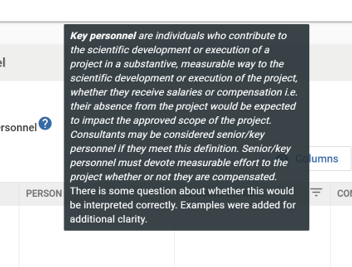 Key personnel are individuals who contribute to
the scientific development or execution of a
project in a substantive, measurable way to the
scientific development or execution of the project,
whether they receive salaries or compensation i.e.
their absence from the project would be expected
to impact the approved scope of the project.
Consultants may be considered senior/key
personnel if they meet this definition. Senior/key
personnel must devote measurable effort to the
project whether or not they are compensated.
There is some question about whether this would
be interpreted correctly. Examples were added for
additional clarity.
el
rsonnel ?
Columns
PERSON
CO